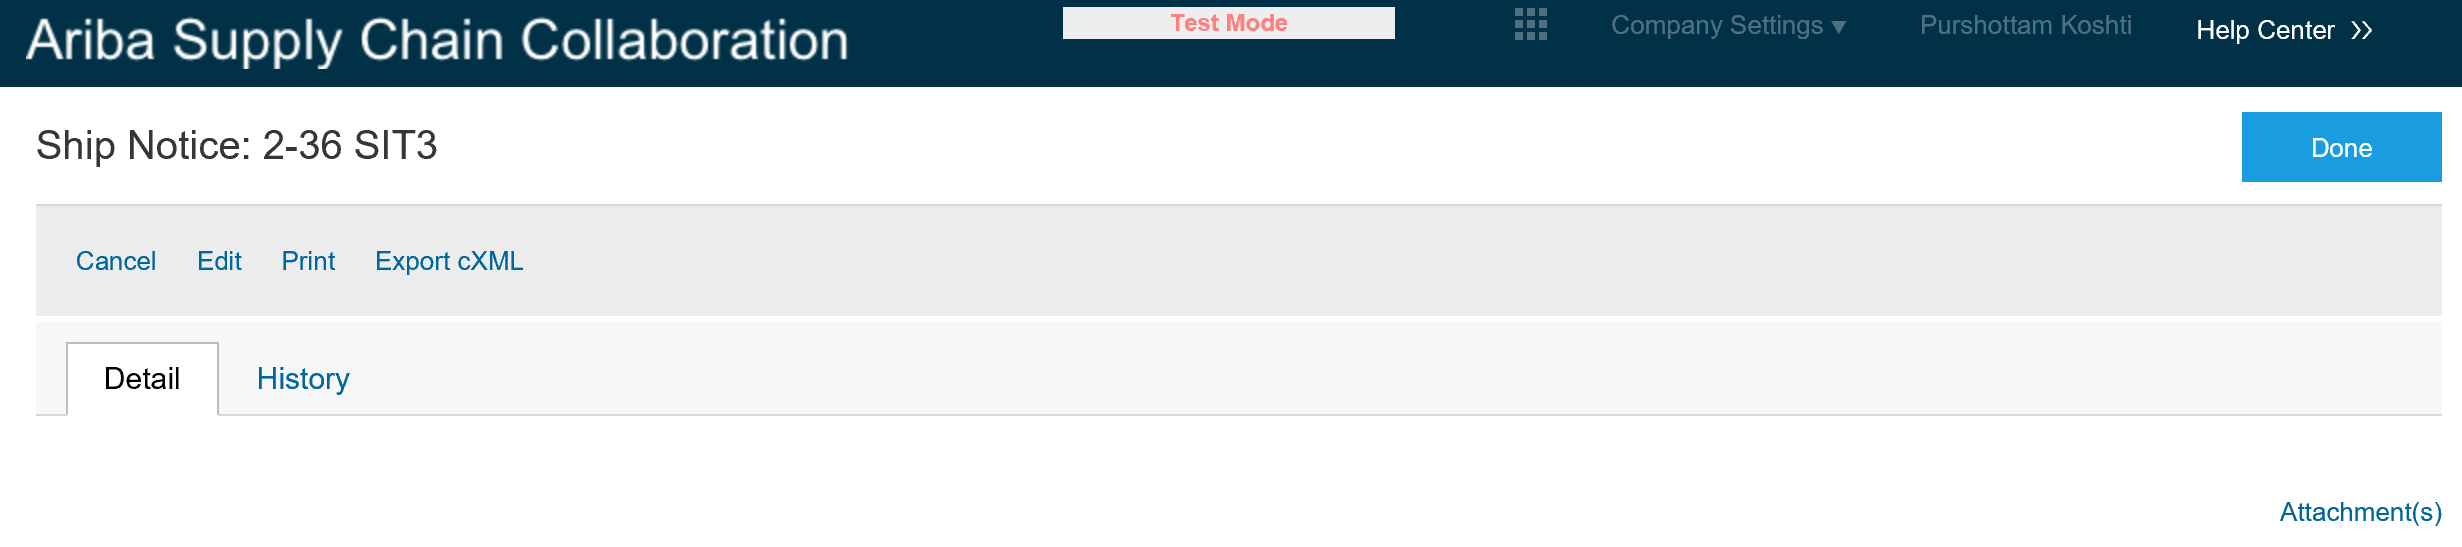 Ariba Supply Chain Collaboration Test Mode Company Settings ▼ Purshottam Koshti Help Center >>
Ship Notice: 2-36 SIT3 Done
Cancel Edit Print Export cXML
Detail History
Attachment(s)